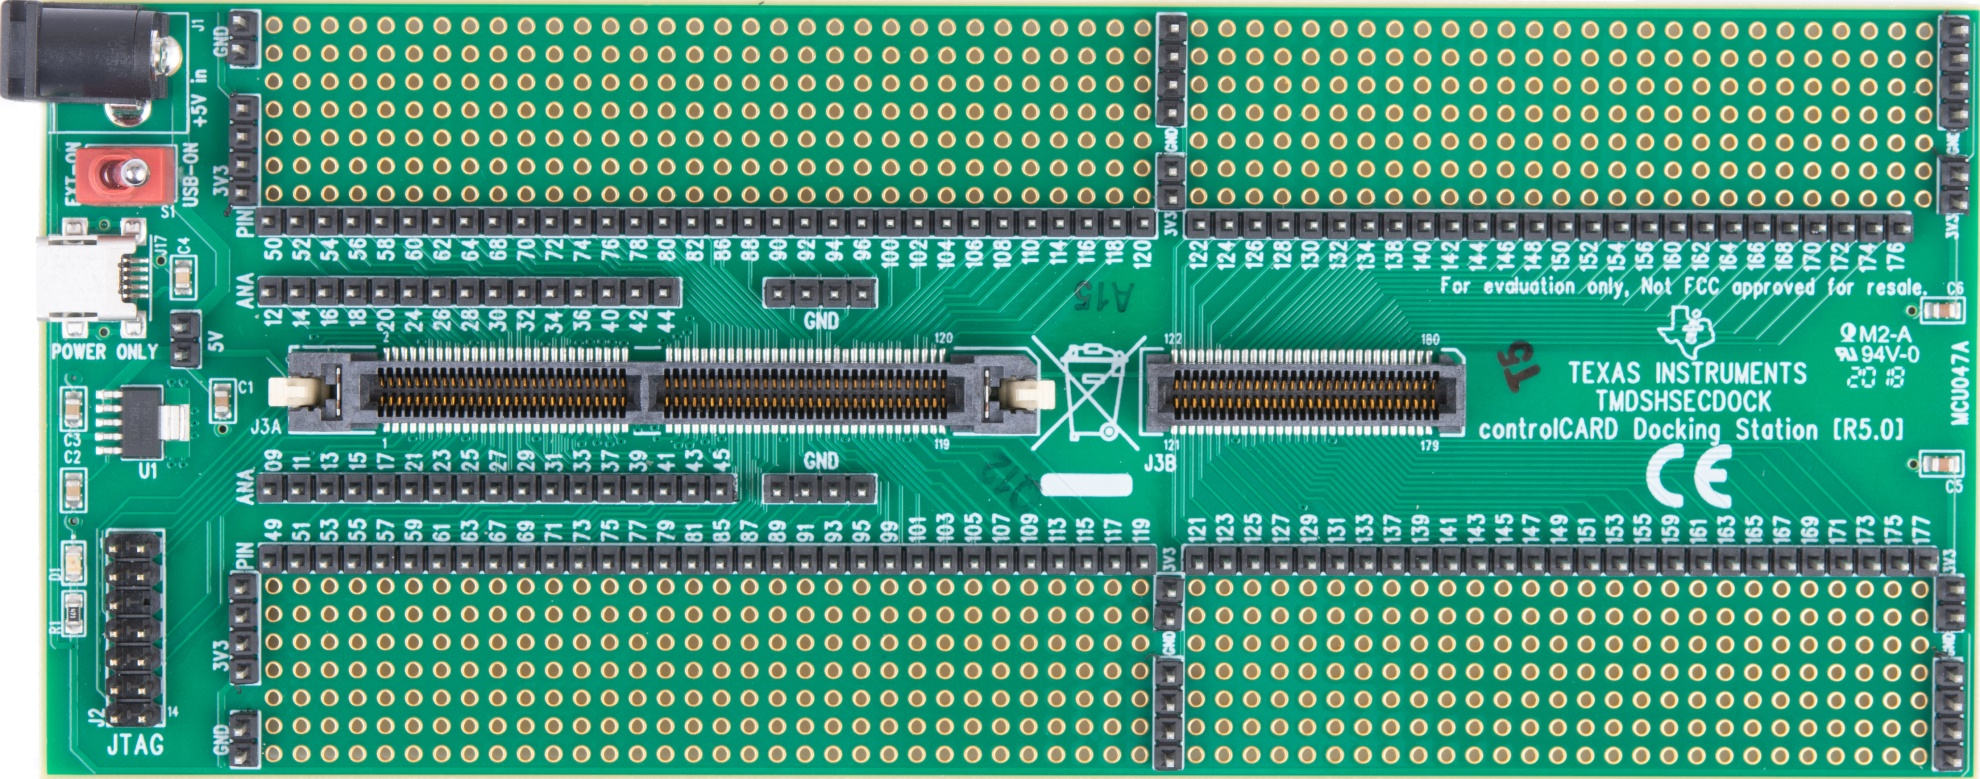 J1
GND
+5V in
3V3
GND
3V3
GND
3V3
EXT-ON
USB-ON
S1
PIN
50 52 54 56 58 60 62 64 68 70 72 74 76 78 80 82 86 88 90 92 94 96 100 102 104 106 108 110 114 116 118 120
122 124 126 128 130 132 134 138 140 142 144 146 148 150 152 154 156 160 162 164 166 168 170 172 174 176
J17
C4
ANA
12 14 16 18 20 24 26 28 30 32 34 36 40 42 44
GND
A15
For evaluation only, Not FCC approved for resale.
C6
POWER ONLY
5V
2
120
122
180
15
M2-A
94V-0
2018
TEXAS INSTRUMENTS
TMDSHSECDOCK
controlCARD Docking Station [R5.0]
MCU047A
C1
C3
C2
U1
J3A
1
119
121
179
J3B
CE
C5
ANA
09 11 13 15 17 21 23 25 27 29 31 33 37 39 41 43 45
GND
PIN
49 51 53 55 57 59 61 63 67 69 71 73 75 77 79 81 85 87 89 91 93 95 99 101 103 105 107 109 113 115 117 119
121 123 125 127 129 131 133 137 139 141 143 145 147 149 151 153 155 159 161 163 165 167 169 171 173 175 177
D1
R1
3V3
GND
3V3
GND
3V3
GND
J2
14
JTAG